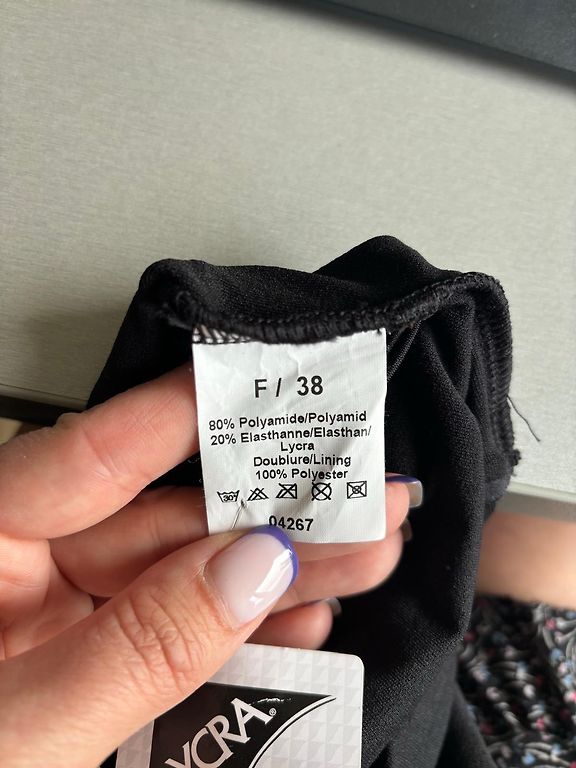 F / 38
80% Polyamide/Polyamid
20% Elasthanne/Elasthan/
Lycra
Doublure/Lining
100% Polyester
30
04267
YCRA®